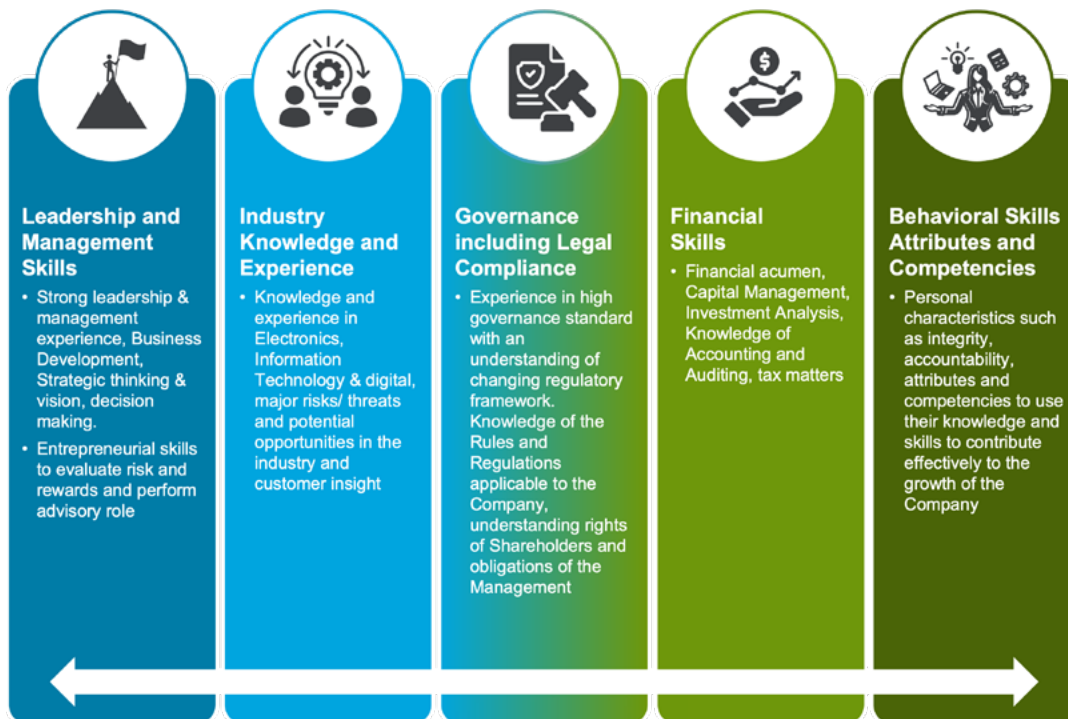 Leadership and
Management
Skills
• Strong leadership &
management
experience, Business
Development,
Strategic thinking &
vision, decision
making.
• Entrepreneurial skills
to evaluate risk and
rewards and perform
advisory role
Industry
Knowledge and
Experience
• Knowledge and
experience in
Electronics,
Information
Technology & digital,
major risks/ threats
and potential
opportunities in the
industry and
customer insight
Governance
including Legal
Compliance
• Experience in high
governance standard
with an
understanding of
changing regulatory
framework.
Knowledge of the
Rules and
Regulations
applicable to the
Company,
understanding rights
of Shareholders and
obligations of the
Management
$
Financial
Skills
• Financial acumen,
Capital Management,
Investment Analysis,
Knowledge of
Accounting and
Auditing, tax matters
Behavioral Skills
Attributes and
Competencies
• Personal
characteristics such
as integrity,
accountability,
attributes and
competencies to use
their knowledge and
skills to contribute
effectively to the
growth of the
Company